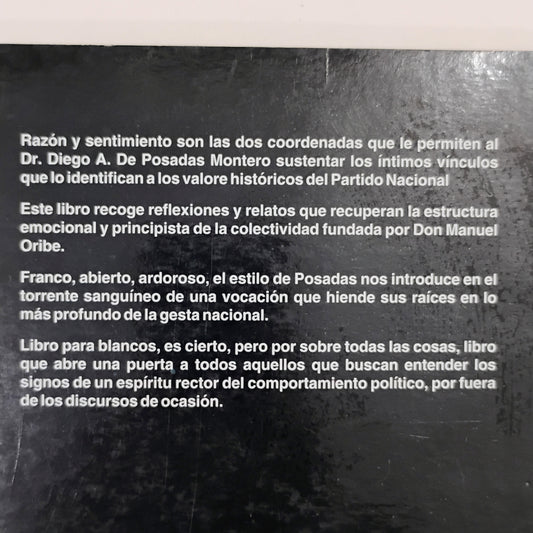 Razón y sentimiento son las dos coordenadas que le permiten al
Dr. Diego A. De Posadas Montero sustentar los íntimos vínculos
que lo identifican a los valore históricos del Partido Nacional
Este libro recoge reflexiones y relatos que recuperan la estructura
emocional y principista de la colectividad fundada por Don Manuel
Oribe.
Franco, abierto, ardoroso, el estilo de Posadas nos introduce en el
torrente sanguíneo de una vocación que hiende sus raíces en lo
más profundo de la gesta nacional.
Libro para blancos, es cierto, pero por sobre todas las cosas, libro
que abre una puerta a todos aquellos que buscan entender los
signos de un espíritu rector del comportamiento político, por fuera
de los discursos de ocasión.